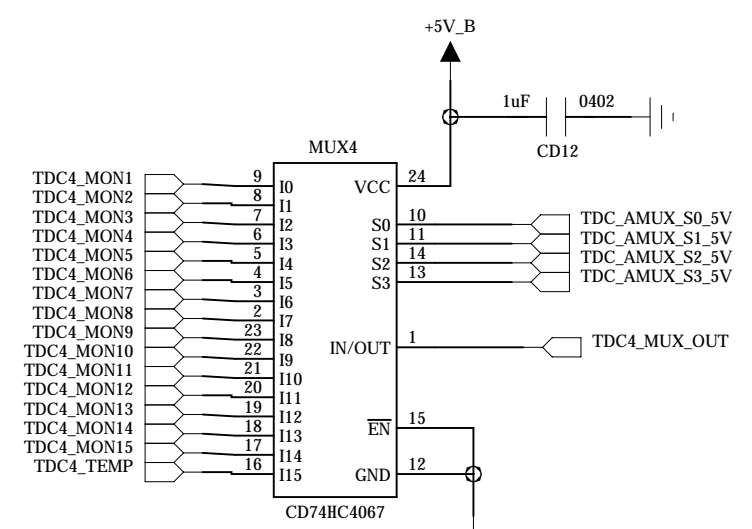 +5V_B
1uF 0402
CD12
MUX4
TDC4_MON1 9 I0 VCC 24
TDC4_MON2 8 I1
TDC4_MON3 7 I2 S0 10 TDC_AMUX_S0_5V
TDC4_MON4 6 I3 S1 11 TDC_AMUX_S1_5V
TDC4_MON5 5 I4 S2 14 TDC_AMUX_S2_5V
TDC4_MON6 4 I5 S3 13 TDC_AMUX_S3_5V
TDC4_MON7 3 I6
TDC4_MON8 2 I7
TDC4_MON9 23 I8 IN/OUT 1 TDC4_MUX_OUT
TDC4_MON10 22 I9
TDC4_MON11 21 I10
TDC4_MON12 20 I11
TDC4_MON13 19 I12 EN 15
TDC4_MON14 18 I13
TDC4_MON15 17 I14 GND 12
TDC4_TEMP 16 I15
CD74HC4067